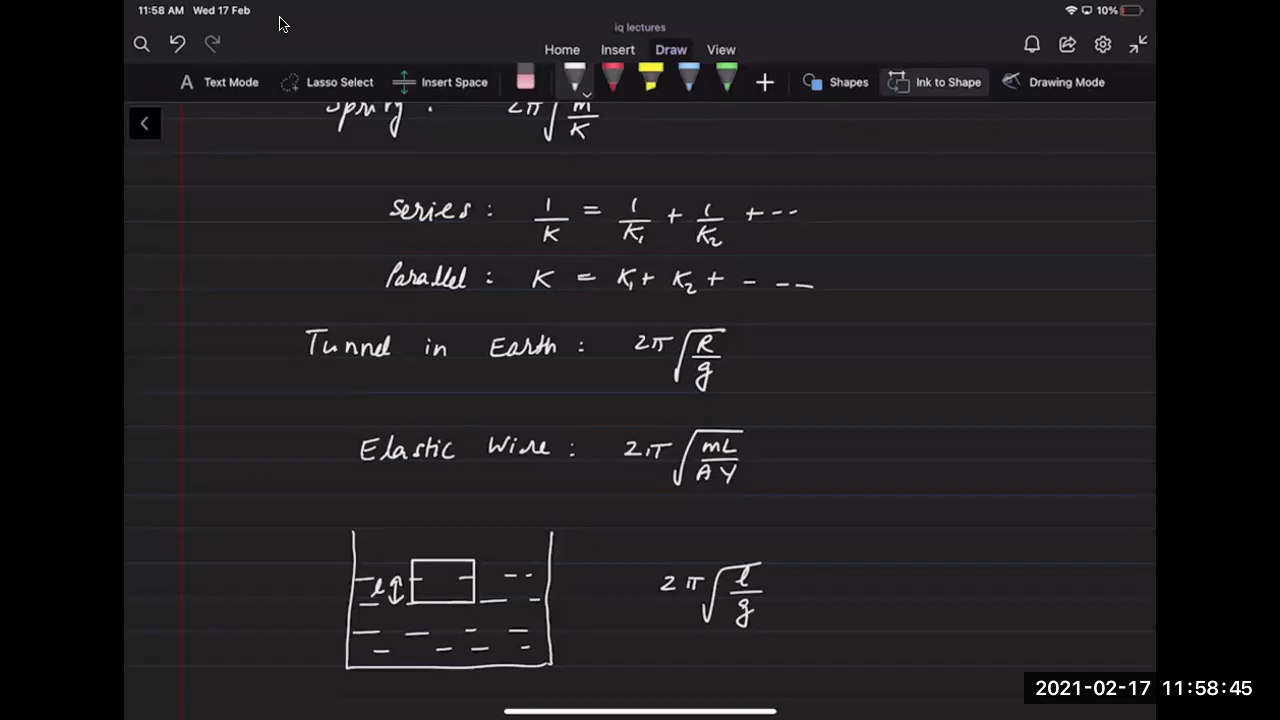 11:58 AM Wed 17 Feb
10%
iq lectures
Home Insert Draw View
Text Mode Lasso Select Insert Space Shapes Ink to Shape Drawing Mode
Spring : 2π√(m/K)
Series : 1/K = 1/K₁ + 1/K₂ + --
Parallel : K = K₁ + K₂ + - - -
Tunnel in Earth : 2π√(R/g)
Elastic Wire : 2π√(mL/AY)
l 2π√(l/g)
2021-02-17 11:58:45